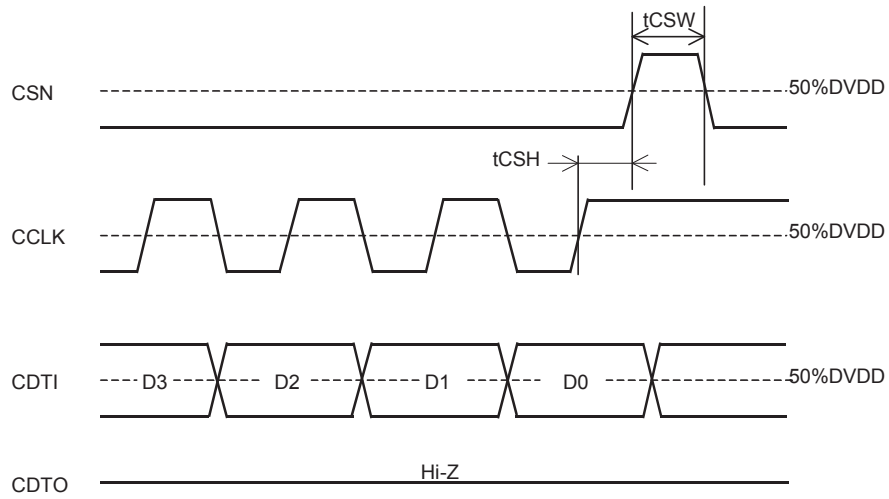 tCSW
CSN
50%DVDD
tCSH
CCLK
50%DVDD
CDTI
D3
D2
D1
D0
50%DVDD
CDTO
Hi-Z